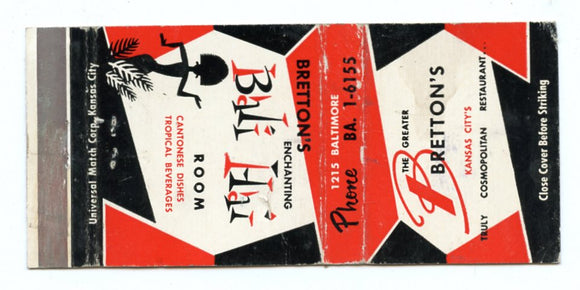 Universal Match Corp., Kansas City
BRETTON'S
ENCHANTING
Bali Hai
ROOM
CANTONESE DISHES
TROPICAL BEVERAGES
1215 BALTIMORE
Phone BA. 1-6155
THE GREATER
B
BRETTON'S
KANSAS CITY'S
TRULY COSMOPOLITAN RESTAURANT...
Close Cover Before Striking